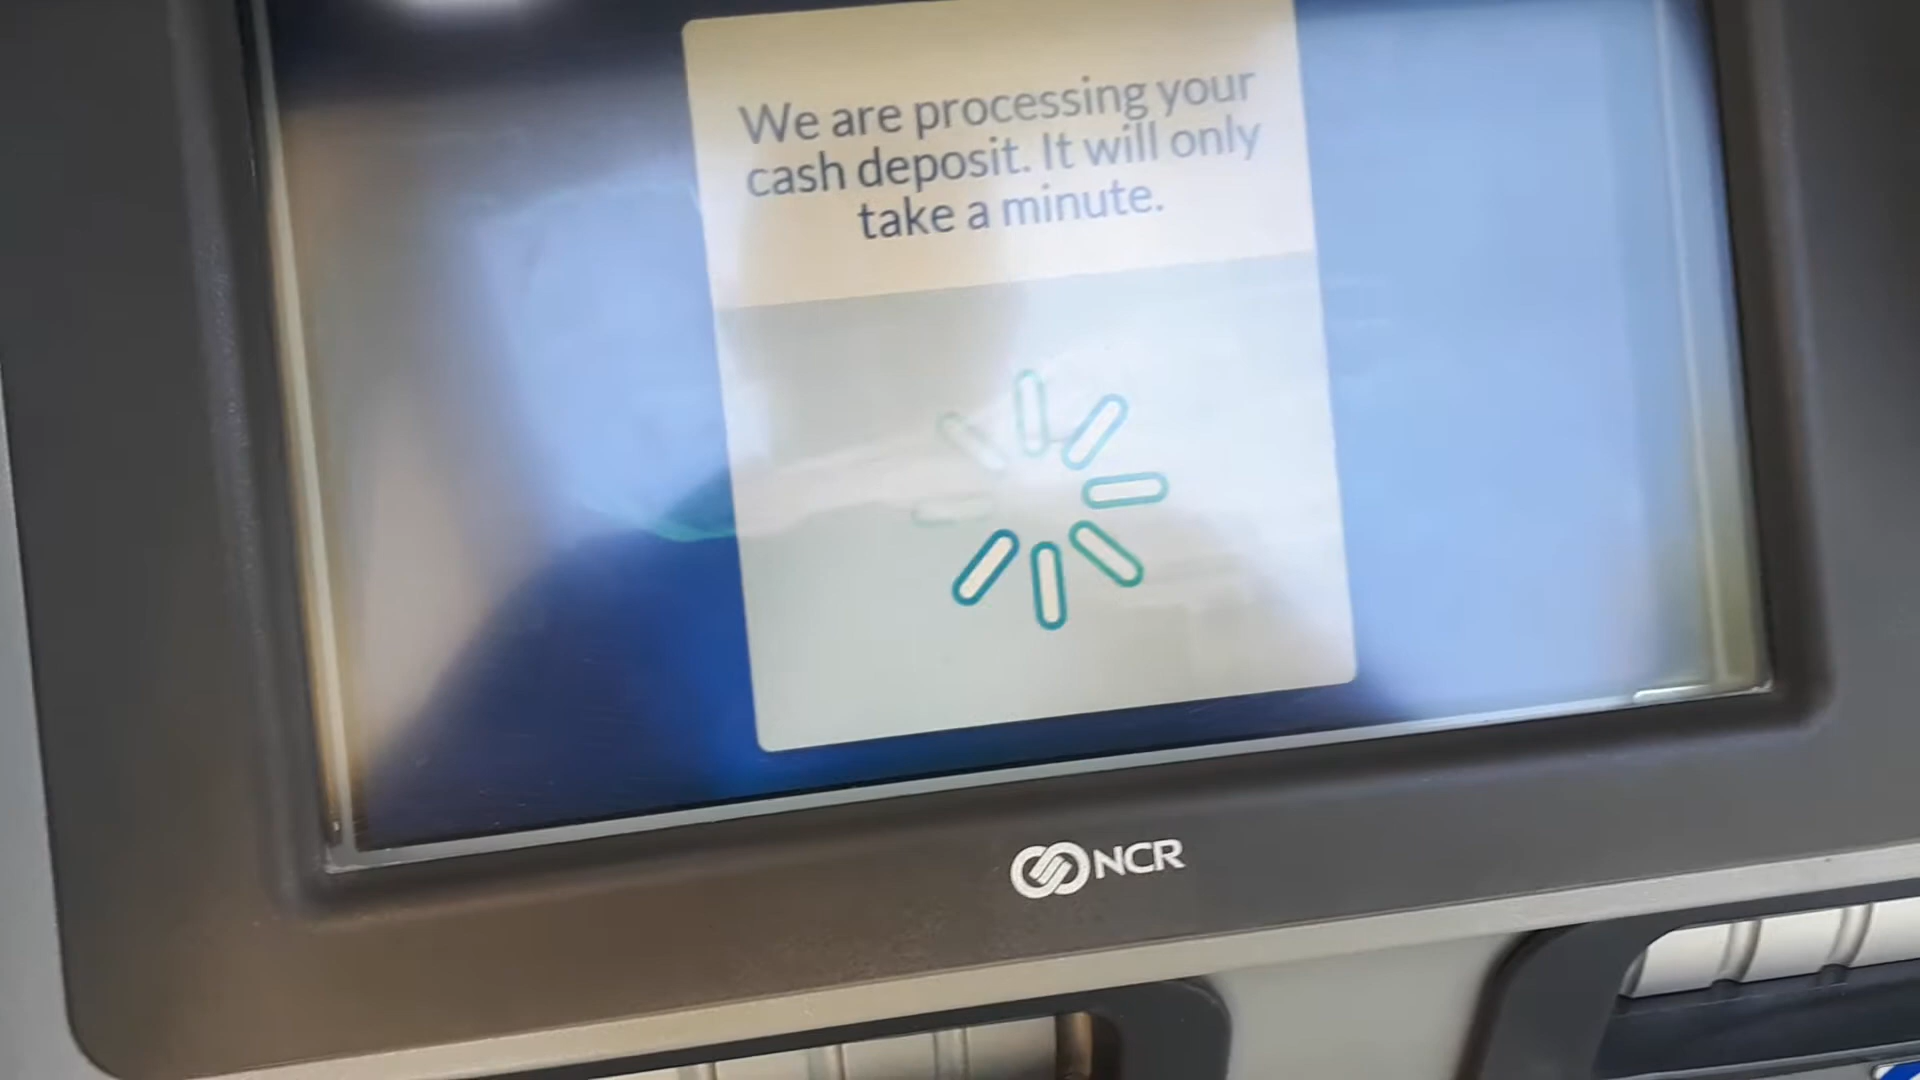 We are processing your
cash deposit. It will only
take a minute.
NCR